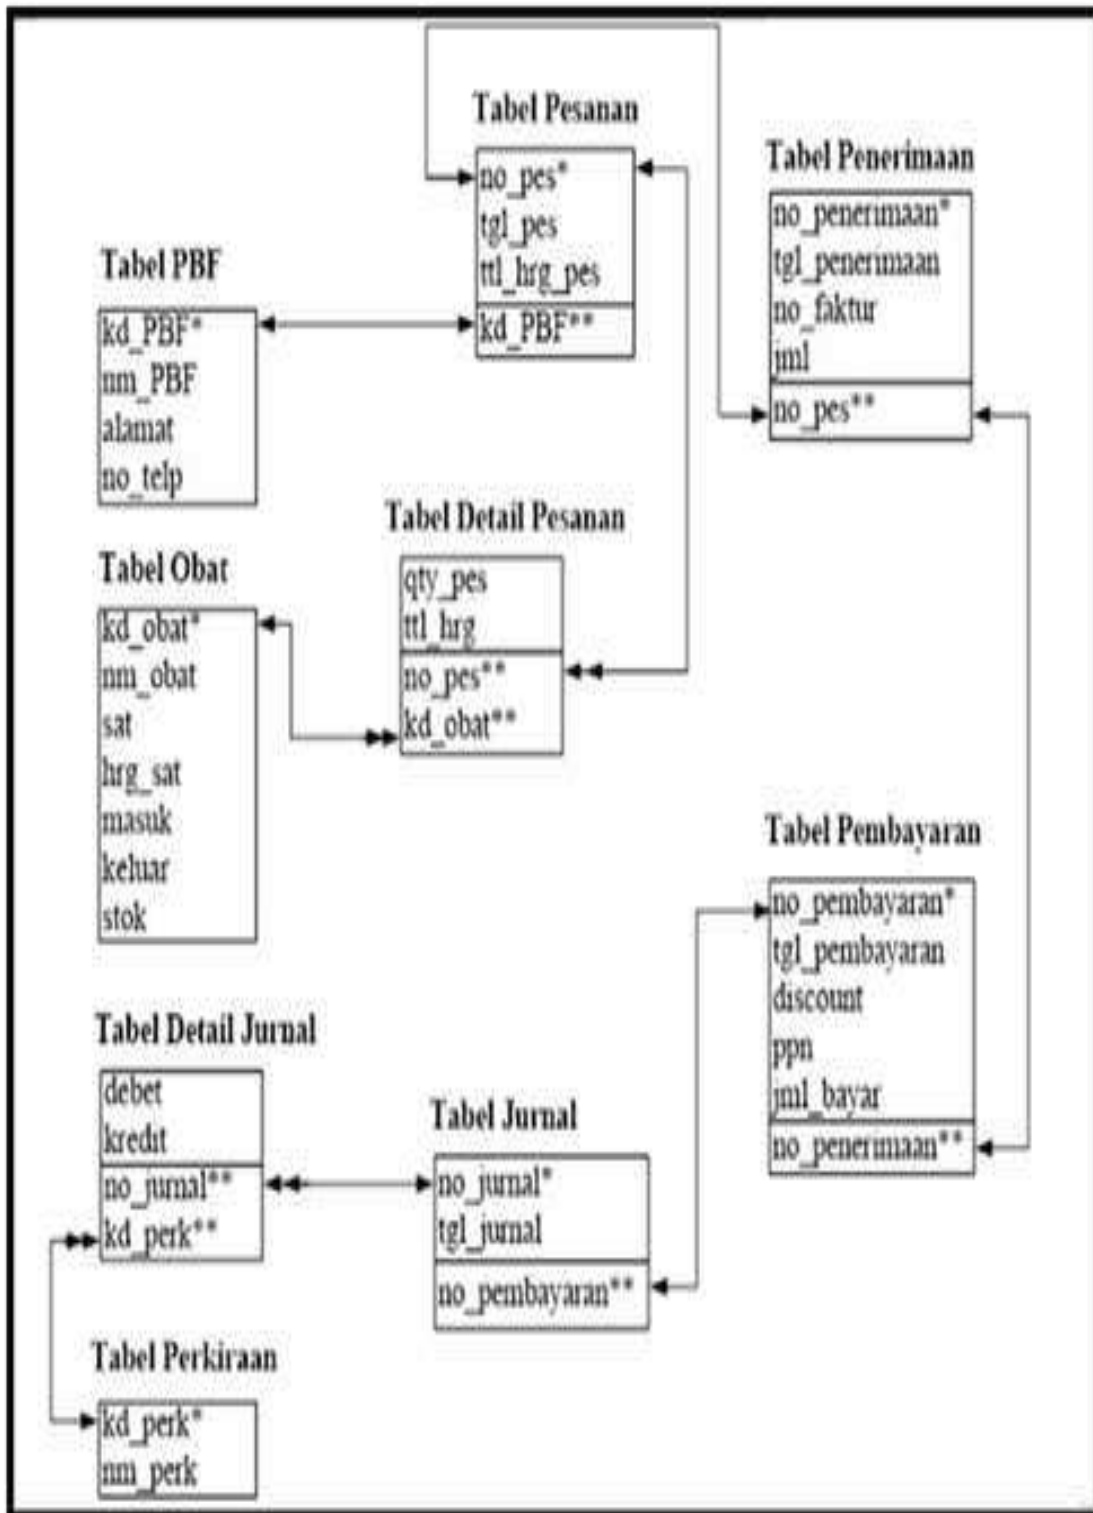 Tabel Pesanan
no_pes*
tgl_pes
ttl_hrg_pes
kd_PBF**
Tabel Penerimaan
no_penerimaan*
tgl_penerimaan
no_faktur
jml
no_pes**
Tabel PBF
kd_PBF*
nm_PBF
alamat
no_telp
Tabel Detail Pesanan
qty_pes
ttl_hrg
no_pes**
kd_obat**
Tabel Obat
kd_obat*
nm_obat
sat
hrg_sat
masuk
keluar
stok
Tabel Pembayaran
no_pembayaran*
tgl_pembayaran
discount
ppn
jml_bayar
no_penerimaan**
Tabel Detail Jurnal
debet
kredit
no_jurnal**
kd_perk**
Tabel Jurnal
no_jurnal*
tgl_jurnal
no_pembayaran**
Tabel Perkiraan
kd_perk*
nm_perk